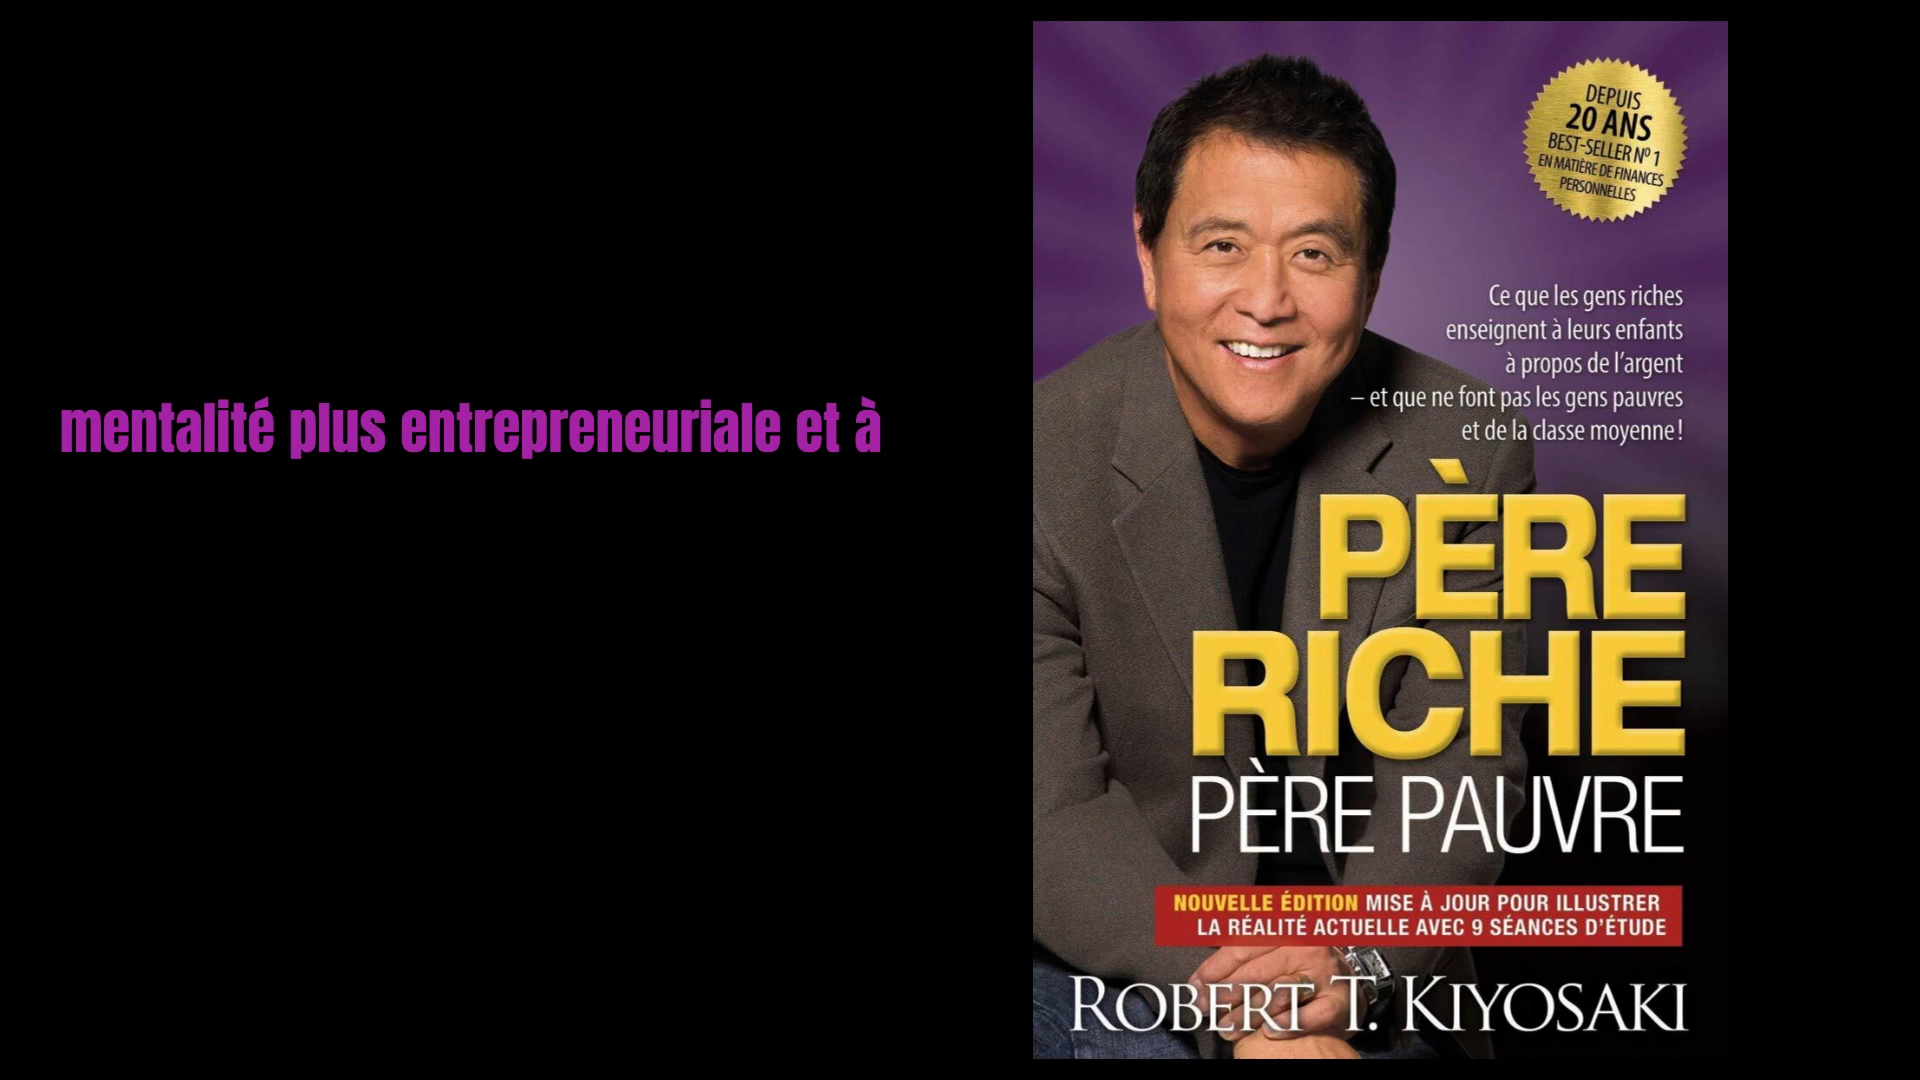 mentalité plus entrepreneuriale et à
DEPUIS
20 ANS
BEST-SELLER Nº 1
EN MATIÈRE DE FINANCES
PERSONNELLES
Ce que les gens riches
enseignent à leurs enfants
à propos de l'argent
– et que ne font pas les gens pauvres
et de la classe moyenne!
PÈRE
RICHE
PÈRE PAUVRE
NOUVELLE ÉDITION MISE À JOUR POUR ILLUSTRER
LA RÉALITÉ ACTUELLE AVEC 9 SÉANCES D'ÉTUDE
ROBERT T. KIYOSAKI